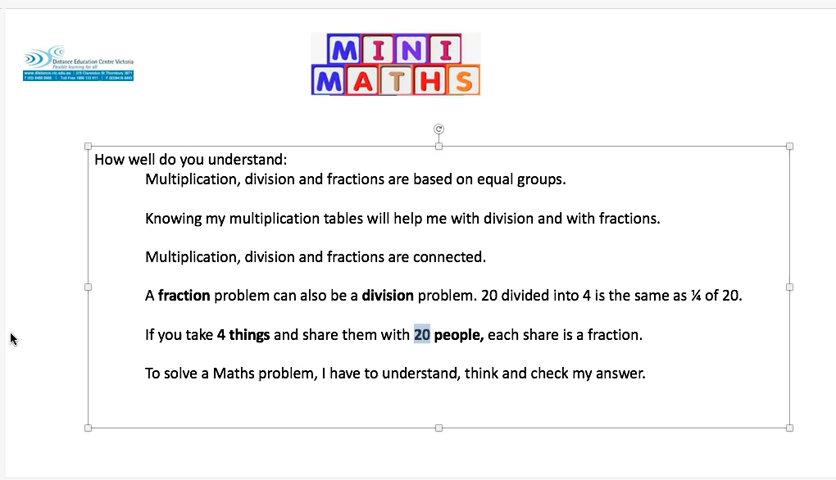 MINI
MATHS
Distance Education Centre Victoria
How well do you understand:
Multiplication, division and fractions are based on equal groups.
Knowing my multiplication tables will help me with division and with fractions.
Multiplication, division and fractions are connected.
A fraction problem can also be a division problem. 20 divided into 4 is the same as ¼ of 20.
If you take 4 things and share them with 20 people, each share is a fraction.
To solve a Maths problem, I have to understand, think and check my answer.